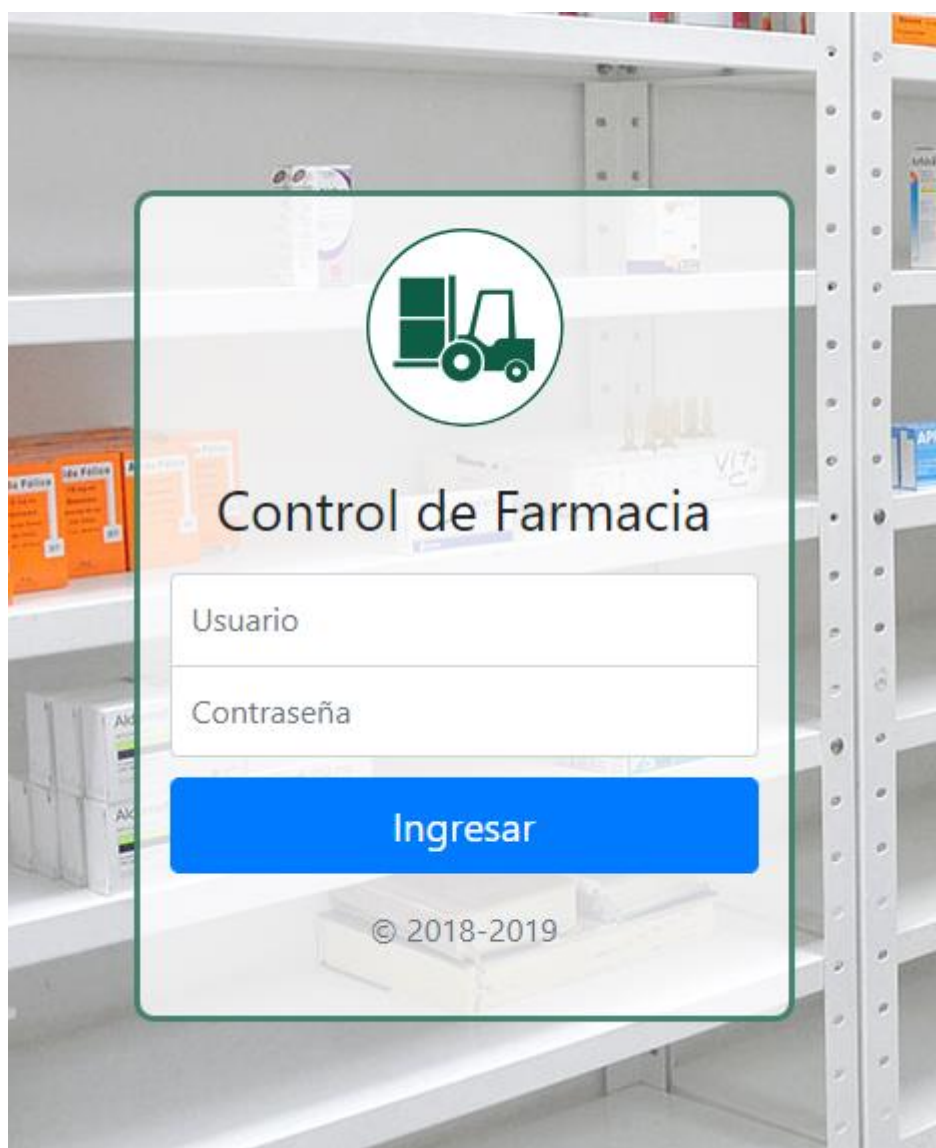 Control de Farmacia
Usuario
Contraseña
Ingresar
© 2018-2019